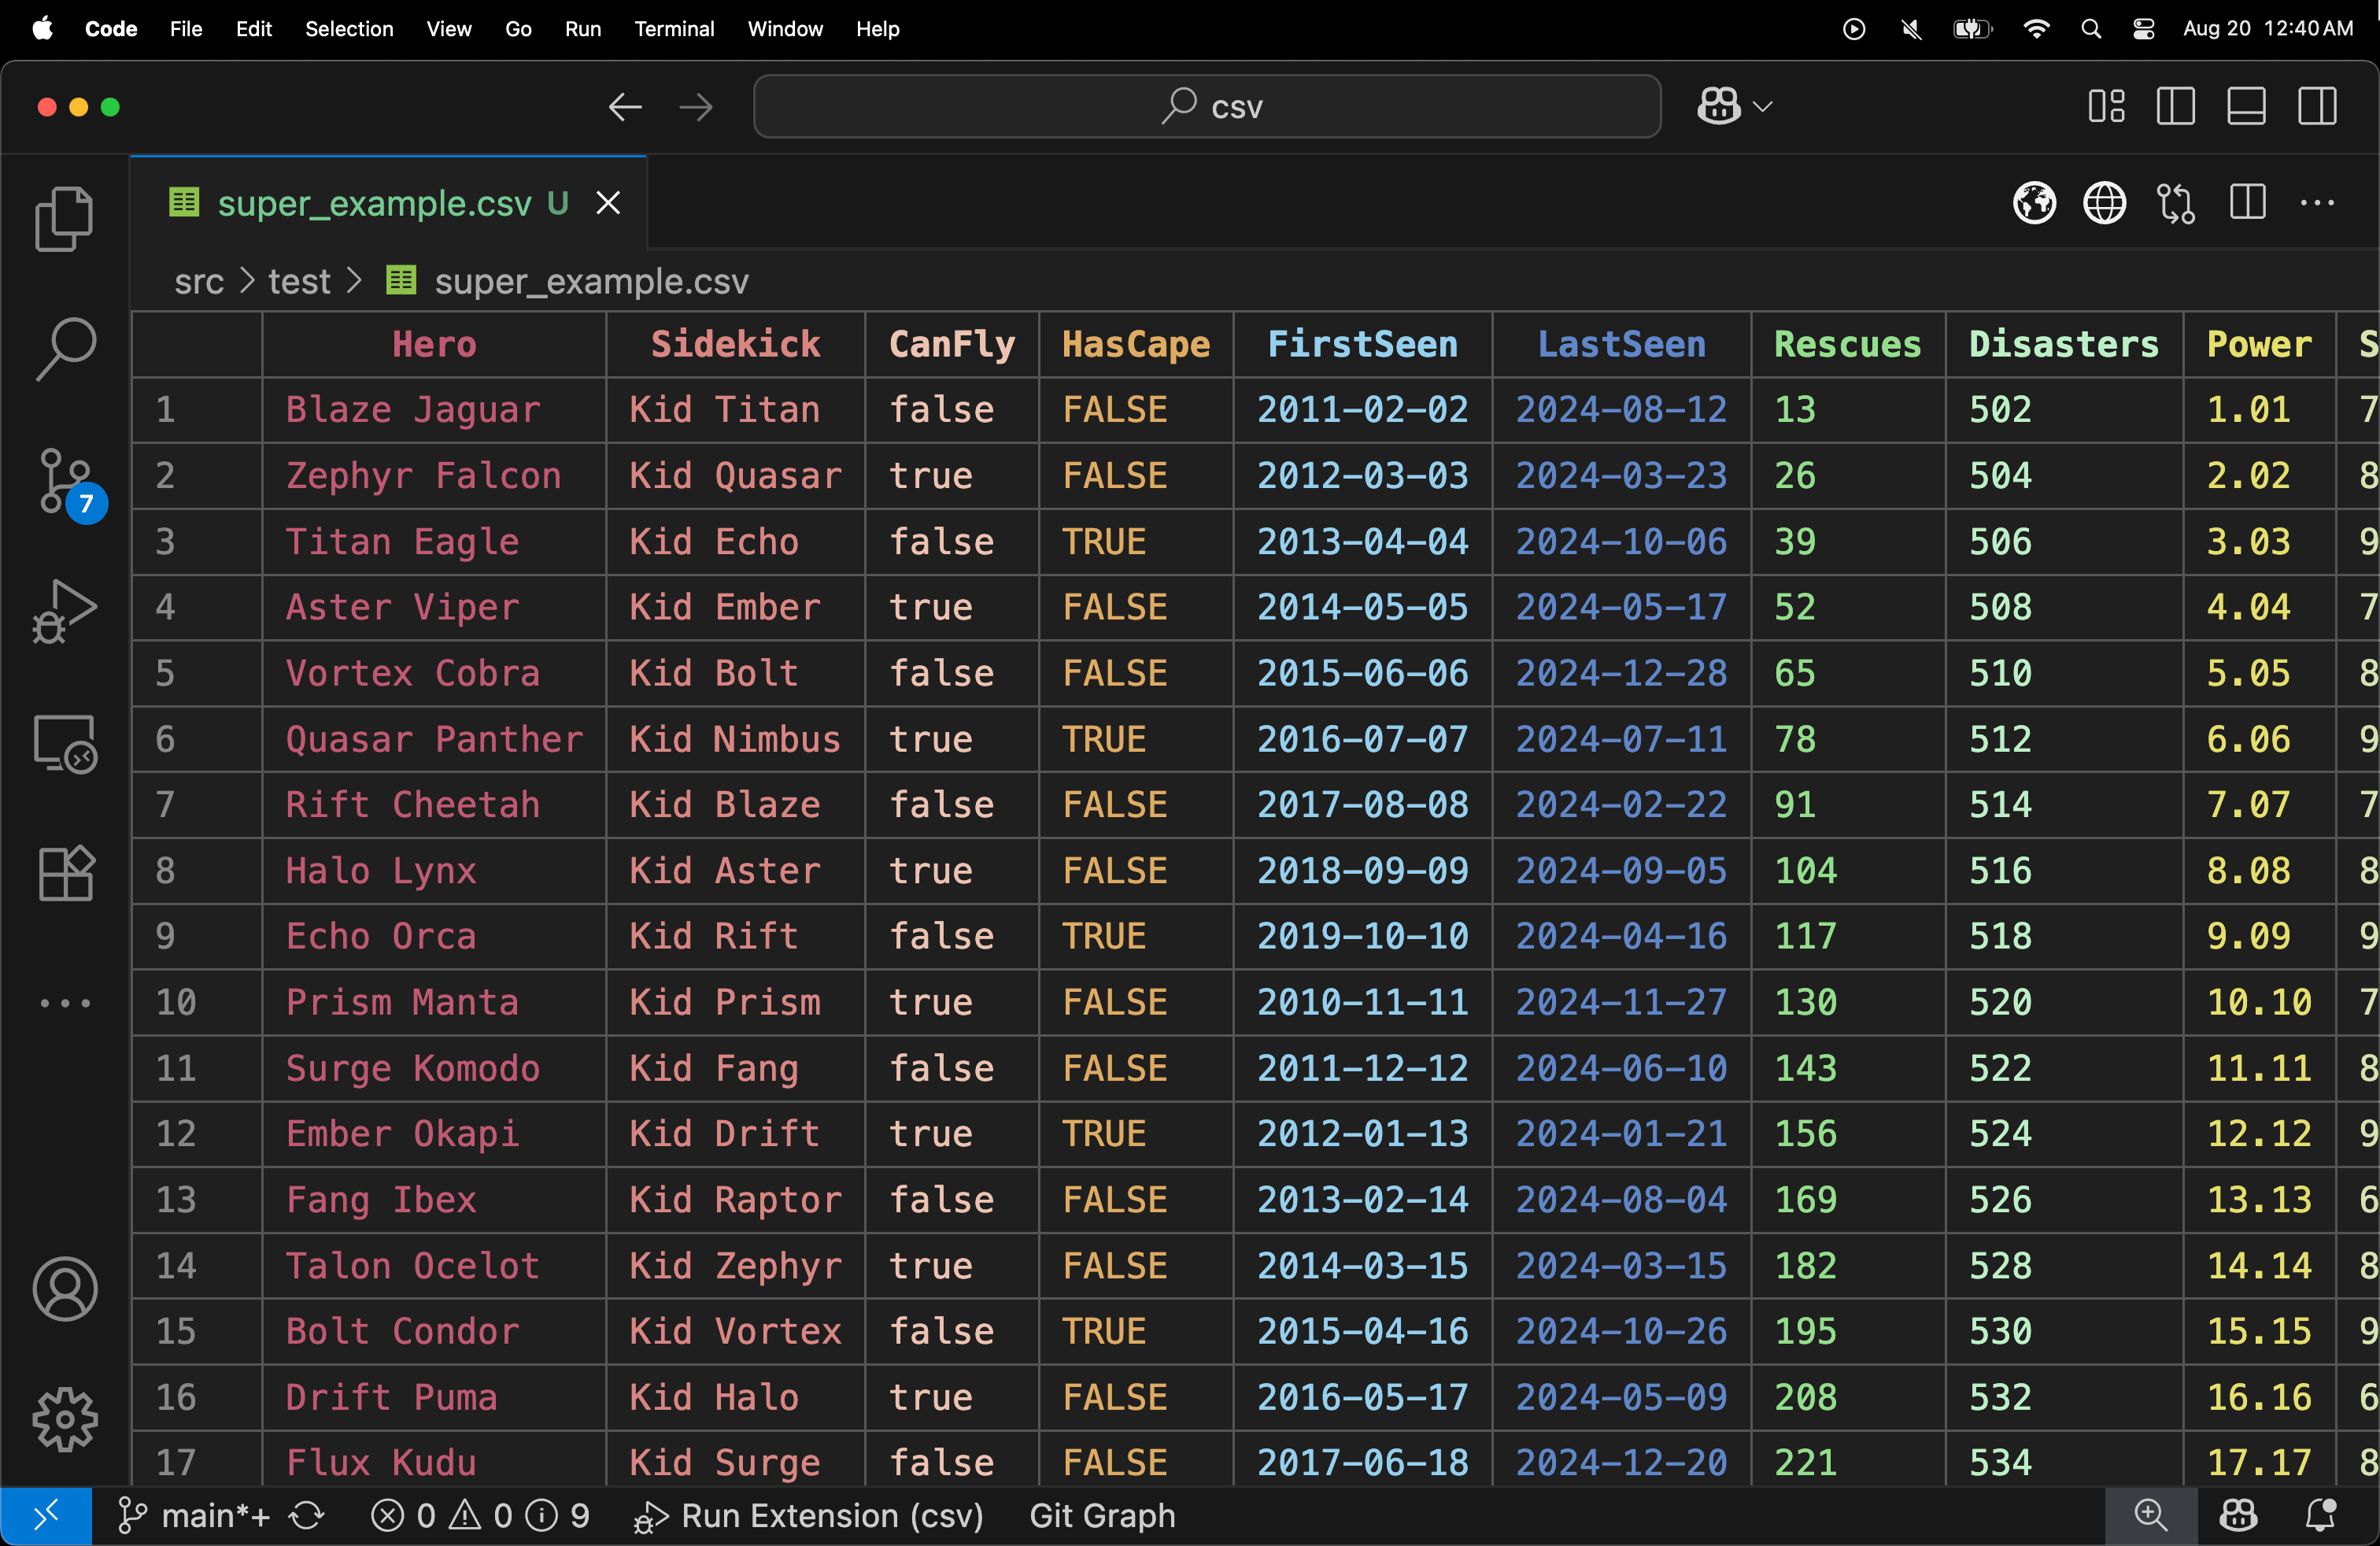 Code File Edit Selection View Go Run Terminal Window Help Aug 20 12:40 AM
csv
super_example.csv U
src > test > super_example.csv
Hero Sidekick CanFly HasCape FirstSeen LastSeen Rescues Disasters Power S
1 Blaze Jaguar Kid Titan false FALSE 2011-02-02 2024-08-12 13 502 1.01 7
2 Zephyr Falcon Kid Quasar true FALSE 2012-03-03 2024-03-23 26 504 2.02 8
3 Titan Eagle Kid Echo false TRUE 2013-04-04 2024-10-06 39 506 3.03 9
4 Aster Viper Kid Ember true FALSE 2014-05-05 2024-05-17 52 508 4.04 7
5 Vortex Cobra Kid Bolt false FALSE 2015-06-06 2024-12-28 65 510 5.05 8
6 Quasar Panther Kid Nimbus true TRUE 2016-07-07 2024-07-11 78 512 6.06 9
7 Rift Cheetah Kid Blaze false FALSE 2017-08-08 2024-02-22 91 514 7.07 7
8 Halo Lynx Kid Aster true FALSE 2018-09-09 2024-09-05 104 516 8.08 8
9 Echo Orca Kid Rift false TRUE 2019-10-10 2024-04-16 117 518 9.09 9
10 Prism Manta Kid Prism true FALSE 2010-11-11 2024-11-27 130 520 10.10 7
11 Surge Komodo Kid Fang false FALSE 2011-12-12 2024-06-10 143 522 11.11 8
12 Ember Okapi Kid Drift true TRUE 2012-01-13 2024-01-21 156 524 12.12 9
13 Fang Ibex Kid Raptor false FALSE 2013-02-14 2024-08-04 169 526 13.13 6
14 Talon Ocelot Kid Zephyr true FALSE 2014-03-15 2024-03-15 182 528 14.14 8
15 Bolt Condor Kid Vortex false TRUE 2015-04-16 2024-10-26 195 530 15.15 9
16 Drift Puma Kid Halo true FALSE 2016-05-17 2024-05-09 208 532 16.16 6
17 Flux Kudu Kid Surge false FALSE 2017-06-18 2024-12-20 221 534 17.17 8
7
main*+ 0 0 9 Run Extension (csv) Git Graph